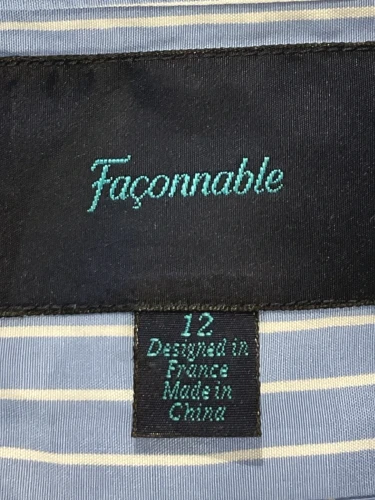 Façonnable
12
Designed in
France
Made in
China